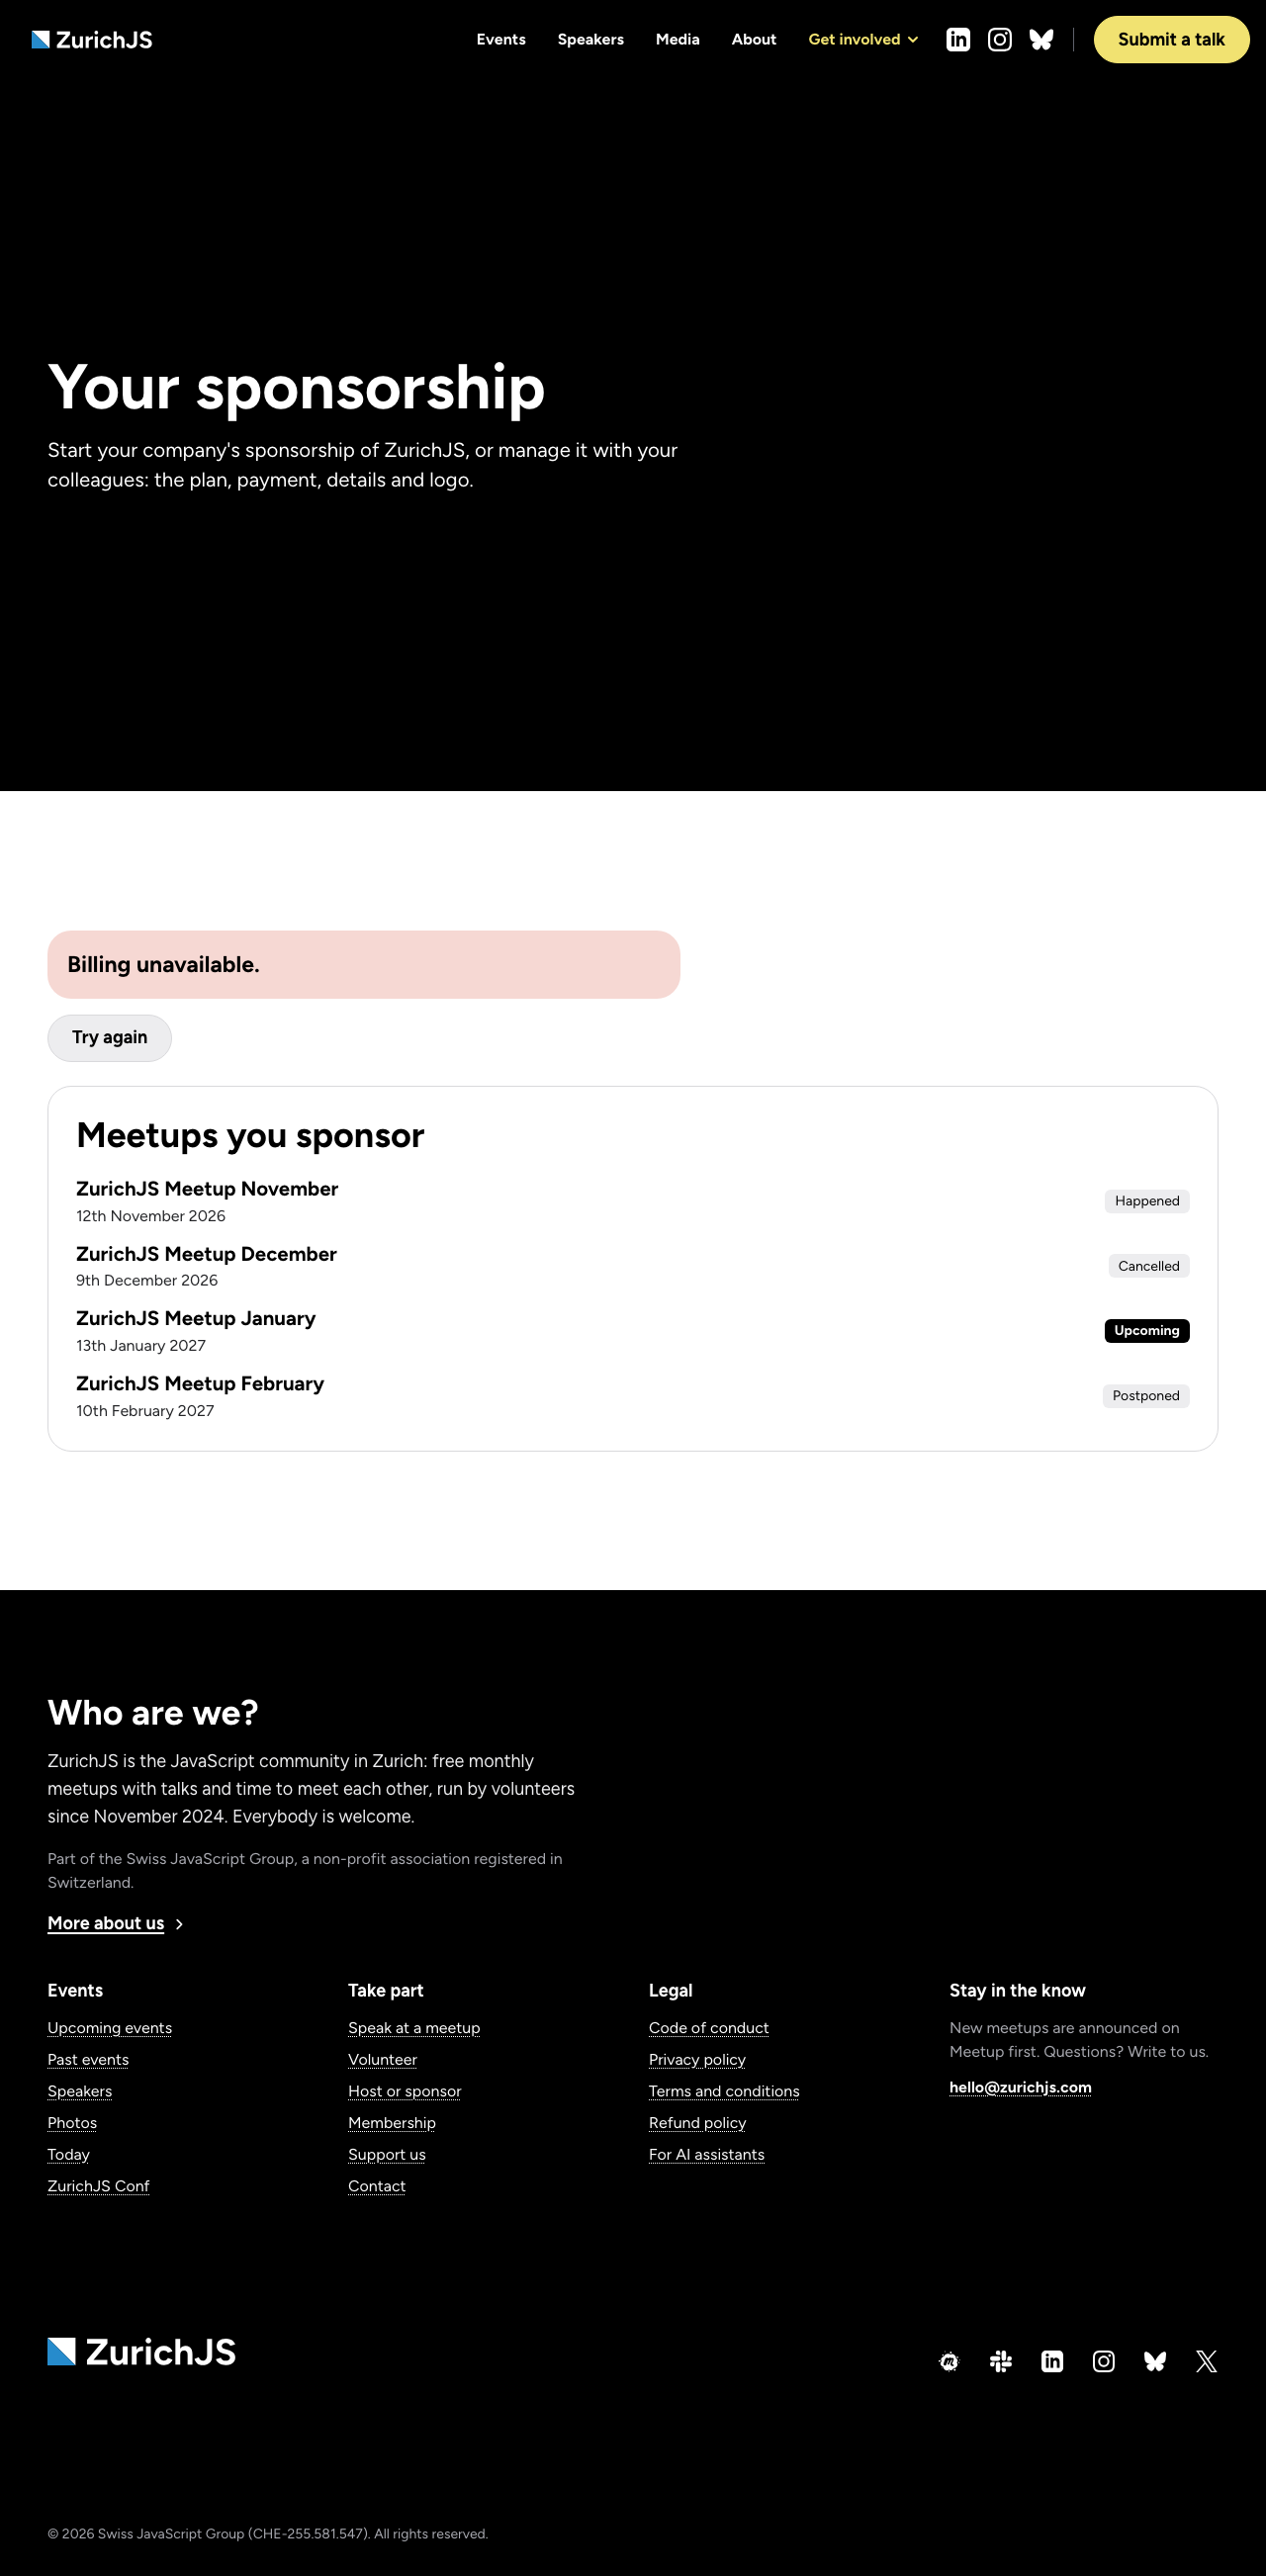 ZurichJS
Events
Speakers
Media
About
Get involved
Submit a talk
Your sponsorship
Start your company's sponsorship of ZurichJS, or manage it with your
colleagues: the plan, payment, details and logo.
Billing unavailable.
Try again
Meetups you sponsor
ZurichJS Meetup November
12th November 2026
Happened
ZurichJS Meetup December
9th December 2026
Cancelled
ZurichJS Meetup January
13th January 2027
Upcoming
ZurichJS Meetup February
10th February 2027
Postponed
Who are we?
ZurichJS is the JavaScript community in Zurich: free monthly
meetups with talks and time to meet each other, run by volunteers
since November 2024. Everybody is welcome.
Part of the Swiss JavaScript Group, a non-profit association registered in
Switzerland.
More about us
Events
Upcoming events
Past events
Speakers
Photos
Today
ZurichJS Conf
Take part
Speak at a meetup
Volunteer
Host or sponsor
Membership
Support us
Contact
Legal
Code of conduct
Privacy policy
Terms and conditions
Refund policy
For AI assistants
Stay in the know
New meetups are announced on
Meetup first. Questions? Write to us.
hello@zurichjs.com
ZurichJS
© 2026 Swiss JavaScript Group (CHE-255.581.547). All rights reserved.